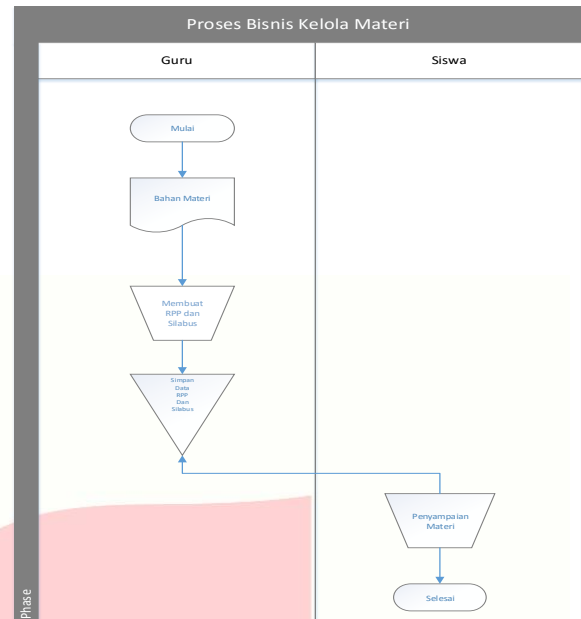 Proses Bisnis Kelola Materi
Guru
Siswa
Mulai
Bahan Materi
Membuat
RPP dan
Silabus
Simpan
Data
RPP
Dan
Silabus
Penyampaian
Materi
Selesai
Phase